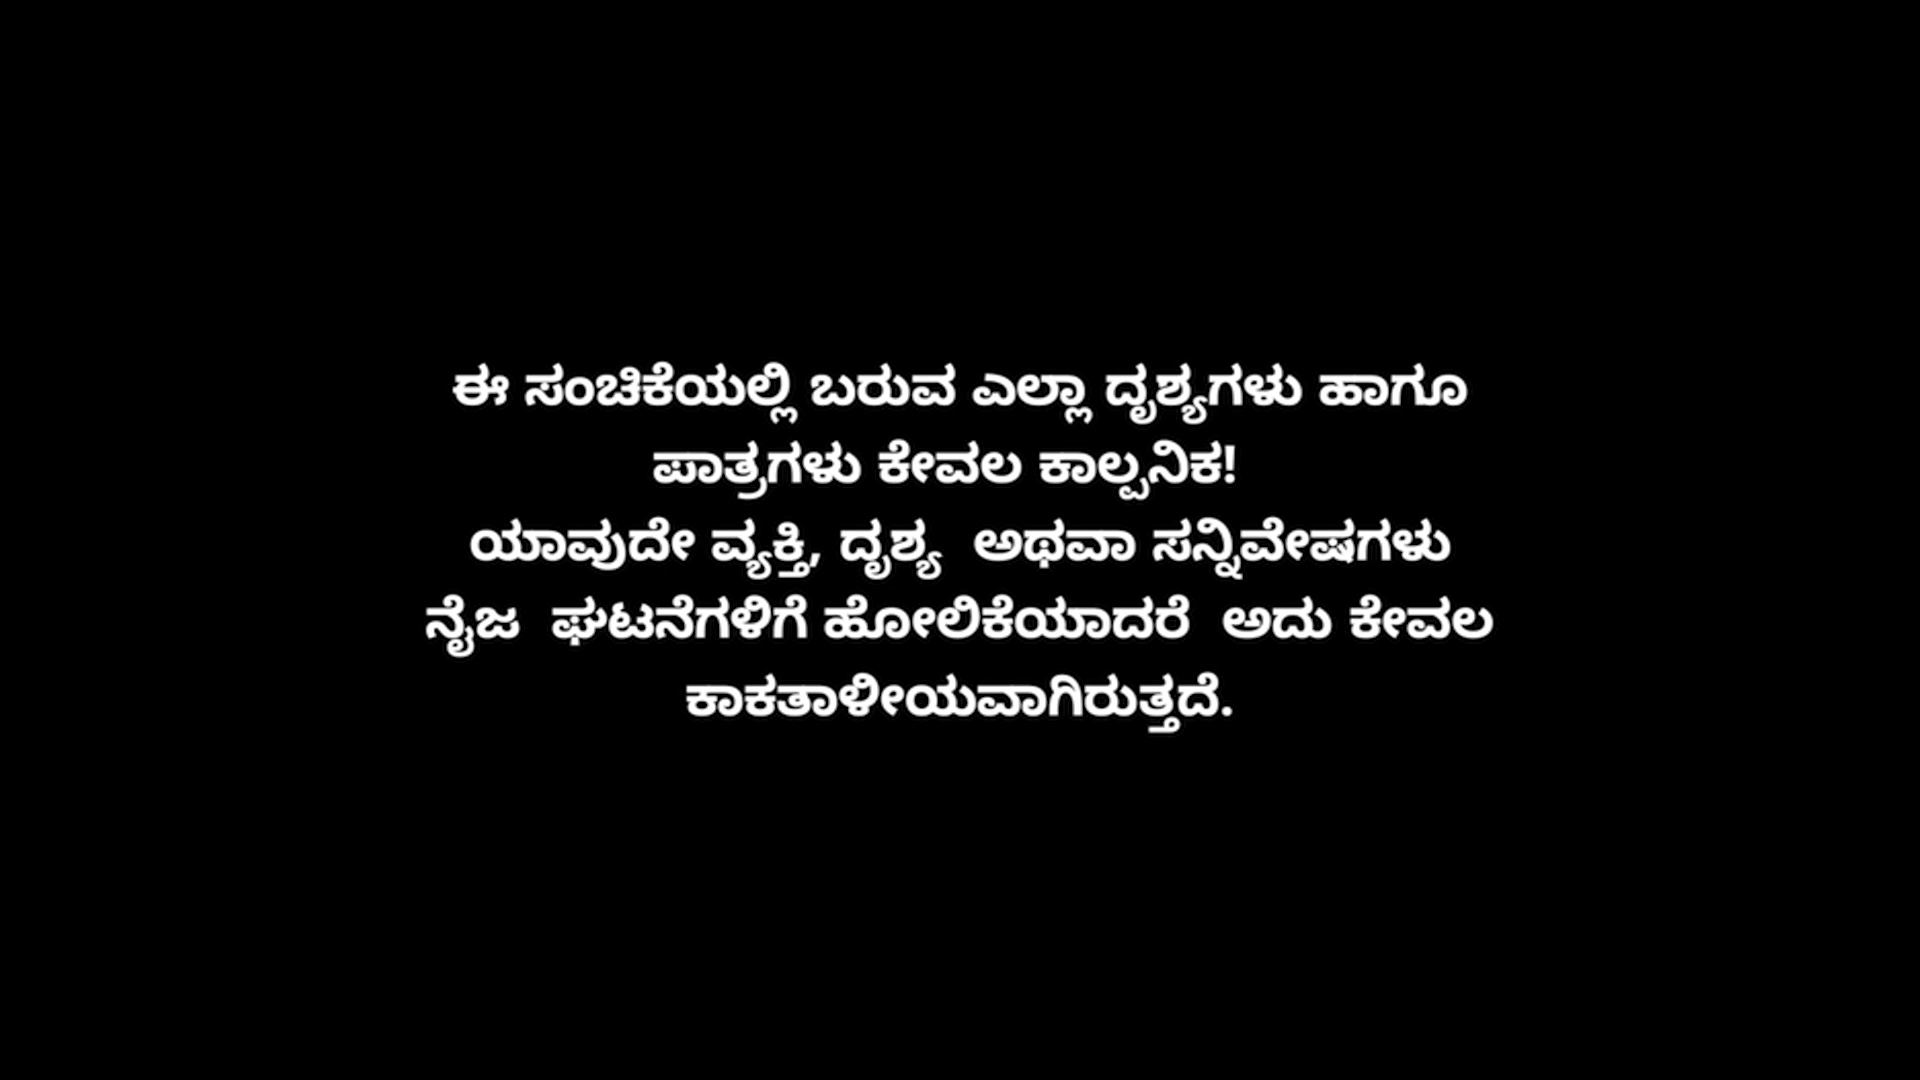 ಈ ಸಂಚಿಕೆಯಲ್ಲಿ ಬರುವ ಎಲ್ಲಾ ದೃಶ್ಯಗಳು ಹಾಗೂ
ಪಾತ್ರಗಳು ಕೇವಲ ಕಾಲ್ಪನಿಕ!
ಯಾವುದೇ ವ್ಯಕ್ತಿ, ದೃಶ್ಯ  ಅಥವಾ ಸನ್ನಿವೇಷಗಳು
ನೈಜ  ಘಟನೆಗಳಿಗೆ ಹೋಲಿಕೆಯಾದರೆ  ಅದು ಕೇವಲ
ಕಾಕತಾಳೀಯವಾಗಿರುತ್ತದೆ.